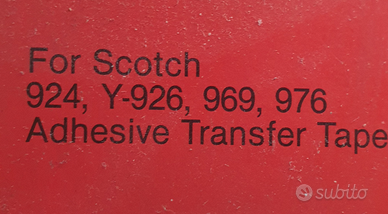 For Scotch
924, Y-926, 969, 976
Adhesive Transfer Tape
subito